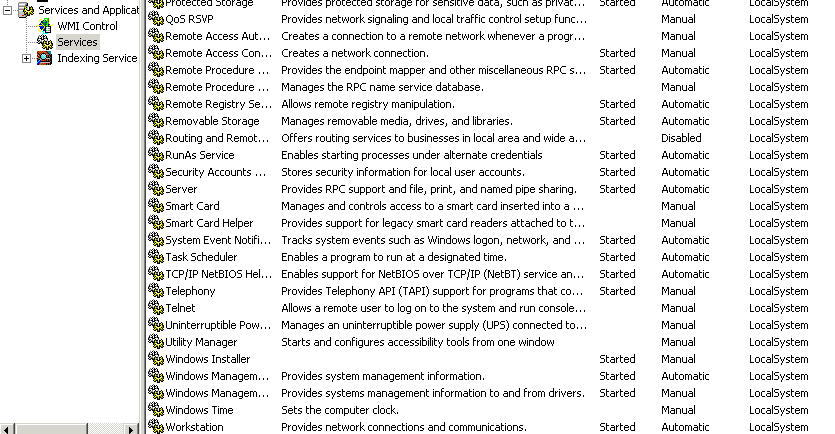 Services and Applicat
WMI Control
Services
Indexing Service
Protected Storage Provides protected storage for sensitive data, such as privat... Started Automatic LocalSystem
QoS RSVP Provides network signaling and local traffic control setup func... Manual LocalSystem
Remote Access Aut... Creates a connection to a remote network whenever a progr... Manual LocalSystem
Remote Access Con... Creates a network connection. Started Manual LocalSystem
Remote Procedure ... Provides the endpoint mapper and other miscellaneous RPC s... Started Automatic LocalSystem
Remote Procedure ... Manages the RPC name service database. Manual LocalSystem
Remote Registry Se... Allows remote registry manipulation. Started Automatic LocalSystem
Removable Storage Manages removable media, drives, and libraries. Started Automatic LocalSystem
Routing and Remot... Offers routing services to businesses in local area and wide a... Disabled LocalSystem
RunAs Service Enables starting processes under alternate credentials Started Automatic LocalSystem
Security Accounts ... Stores security information for local user accounts. Started Automatic LocalSystem
Server Provides RPC support and file, print, and named pipe sharing. Started Automatic LocalSystem
Smart Card Manages and controls access to a smart card inserted into a ... Manual LocalSystem
Smart Card Helper Provides support for legacy smart card readers attached to t... Manual LocalSystem
System Event Notifi... Tracks system events such as Windows logon, network, and ... Started Automatic LocalSystem
Task Scheduler Enables a program to run at a designated time. Started Automatic LocalSystem
TCP/IP NetBIOS Hel... Enables support for NetBIOS over TCP/IP (NetBT) service an... Started Automatic LocalSystem
Telephony Provides Telephony API (TAPI) support for programs that co... Started Manual LocalSystem
Telnet Allows a remote user to log on to the system and run console... Manual LocalSystem
Uninterruptible Pow... Manages an uninterruptible power supply (UPS) connected to... Manual LocalSystem
Utility Manager Starts and configures accessibility tools from one window Manual LocalSystem
Windows Installer Started Manual LocalSystem
Windows Managem... Provides system management information. Started Automatic LocalSystem
Windows Managem... Provides systems management information to and from drivers. Started Manual LocalSystem
Windows Time Sets the computer clock. Manual LocalSystem
Workstation Provides network connections and communications. Started Automatic LocalSystem